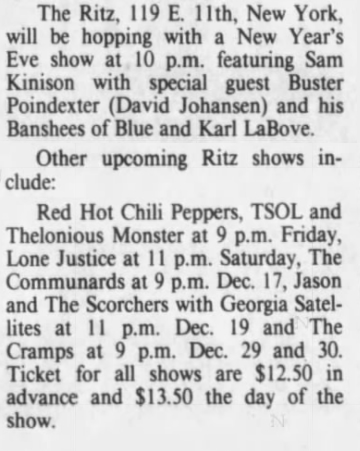 The Ritz, 119 E. 11th, New York,
will be hopping with a New Year's
Eve show at 10 p.m. featuring Sam
Kinison with special guest Buster
Poindexter (David Johansen) and his
Banshees of Blue and Karl LaBove.
Other upcoming Ritz shows in-
clude:
Red Hot Chili Peppers, TSOL and
Thelonious Monster at 9 p.m. Friday,
Lone Justice at 11 p.m. Saturday, The
Communards at 9 p.m. Dec. 17, Jason
and The Scorchers with Georgia Satel-
lites at 11 p.m. Dec. 19 and The
Cramps at 9 p.m. Dec. 29 and 30.
Ticket for all shows are $12.50 in
advance and $13.50 the day of the
show.